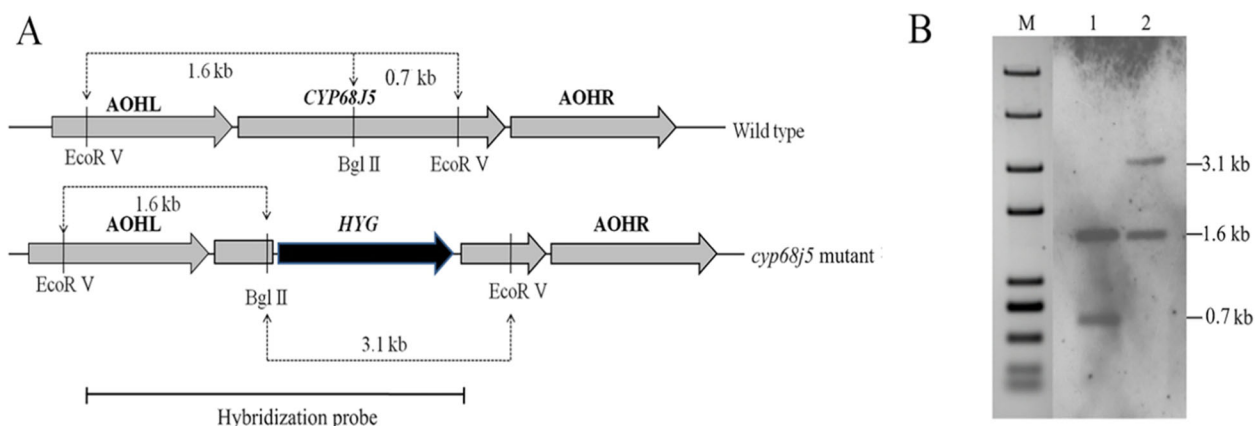 A
1.6 kb
0.7 kb
AOHL
CYP68J5
AOHR
EcoR V
Bgl II
EcoR V
Wild type
1.6 kb
AOHL
HYG
AOHR
EcoR V
Bgl II
EcoR V
cyp68j5 mutant
3.1 kb
Hybridization probe
B
M 1 2
3.1 kb
1.6 kb
0.7 kb